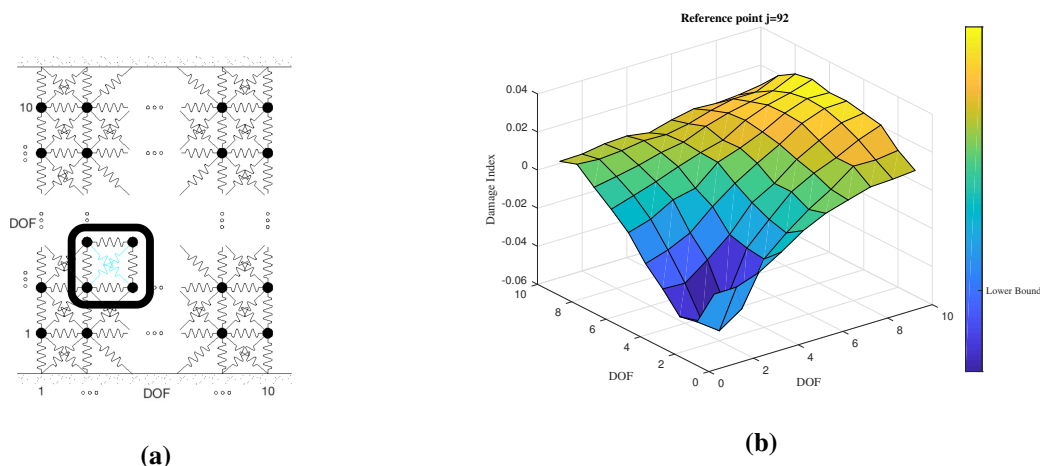 10
DOF
1
1
DOF
10
(a)
Reference point j=92
0.04
0.02
0
-0.02
-0.04
-0.06
Damage Index
10
8
6
4
2
0
DOF
0
2
4
6
8
10
DOF
Lower Bound
(b)